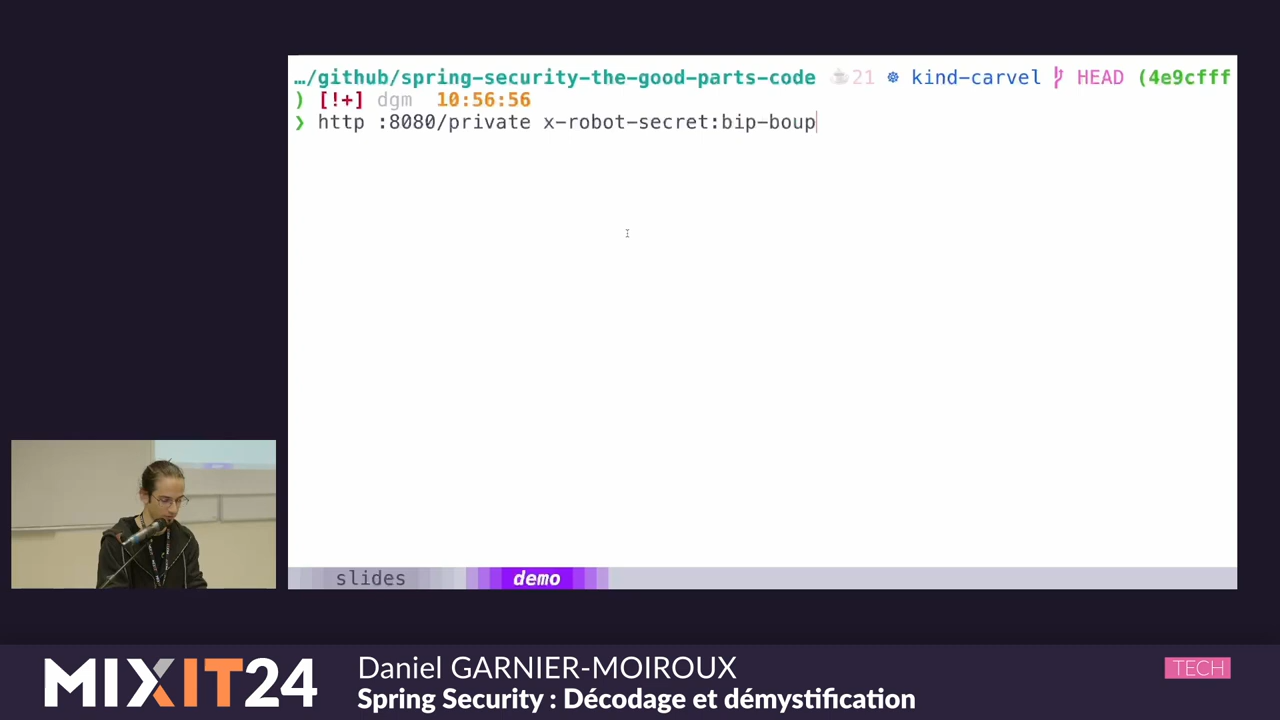 …/github/spring-security-the-good-parts-code ☕21 ☸ kind-carvel HEAD (4e9cfff
) [!+] dgm 10:56:56
❯ http :8080/private x-robot-secret:bip-boup
slides demo
MIXIT24
Daniel GARNIER-MOIROUX
Spring Security : Décodage et démystification
TECH